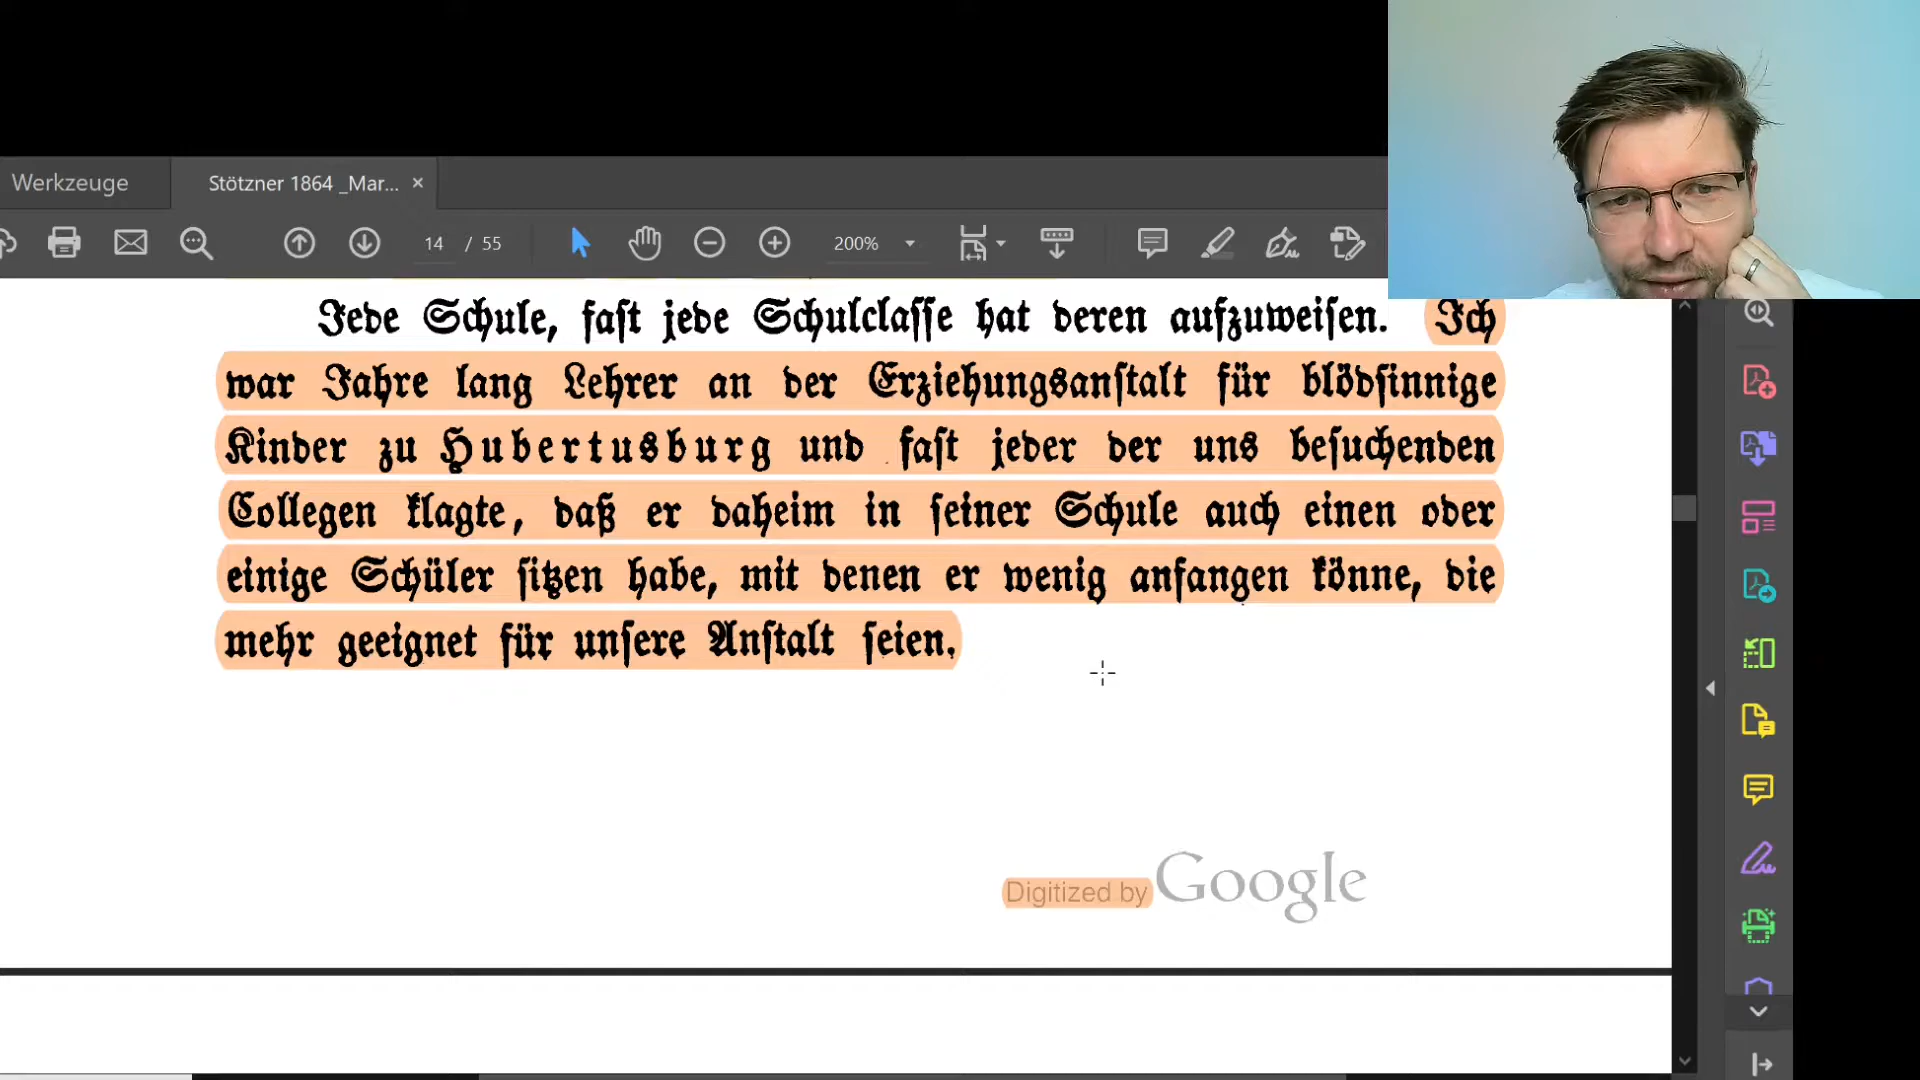 Werkzeuge
Stötzner 1864 _Mar... ×
14 / 55
200%
Jede Schule, faſt jede Schulclaſſe hat deren aufzuweiſen. Ich
war Jahre lang Lehrer an der Erziehungsanſtalt für blödſinnige
Kinder zu Hubertusburg und faſt jeder der uns beſuchenden
Collegen klagte, daß er daheim in ſeiner Schule auch einen oder
einige Schüler ſitzen habe, mit denen er wenig anfangen könne, die
mehr geeignet für unſere Anſtalt ſeien.
Digitized by Google